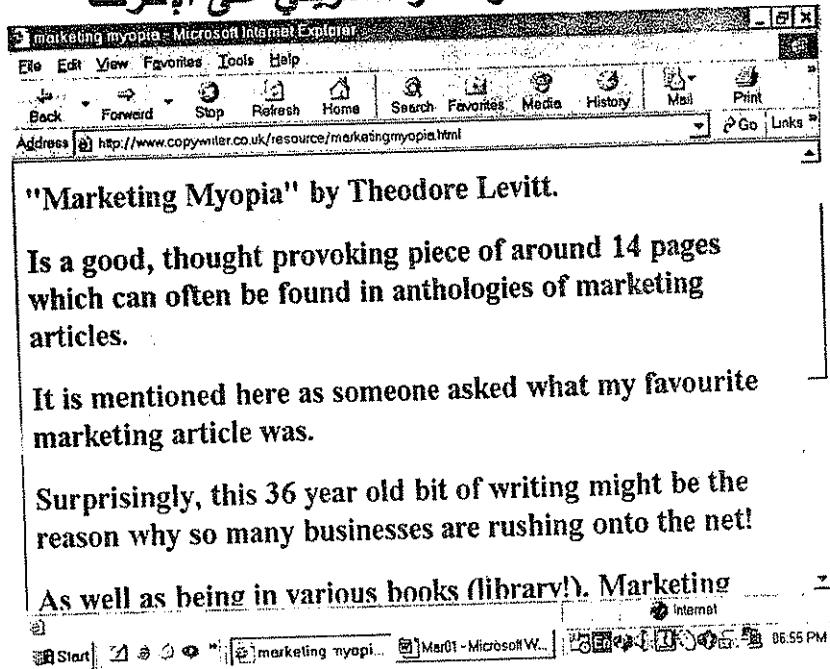 على الإنترنت
marketing myopia - Microsoft Internet Explorer
File Edit View Favorites Tools Help
Back Forward Stop Refresh Home Search Favorites Media History Mail Print
Address http://www.copywriter.co.uk/resource/marketingmyopia.html Go Links
"Marketing Myopia" by Theodore Levitt.
Is a good, thought provoking piece of around 14 pages
which can often be found in anthologies of marketing
articles.
It is mentioned here as someone asked what my favourite
marketing article was.
Surprisingly, this 36 year old bit of writing might be the
reason why so many businesses are rushing onto the net!
As well as being in various books (library!). Marketing
Internet
Start marketing myopi... Mar01 - Microsoft W... 06:55 PM